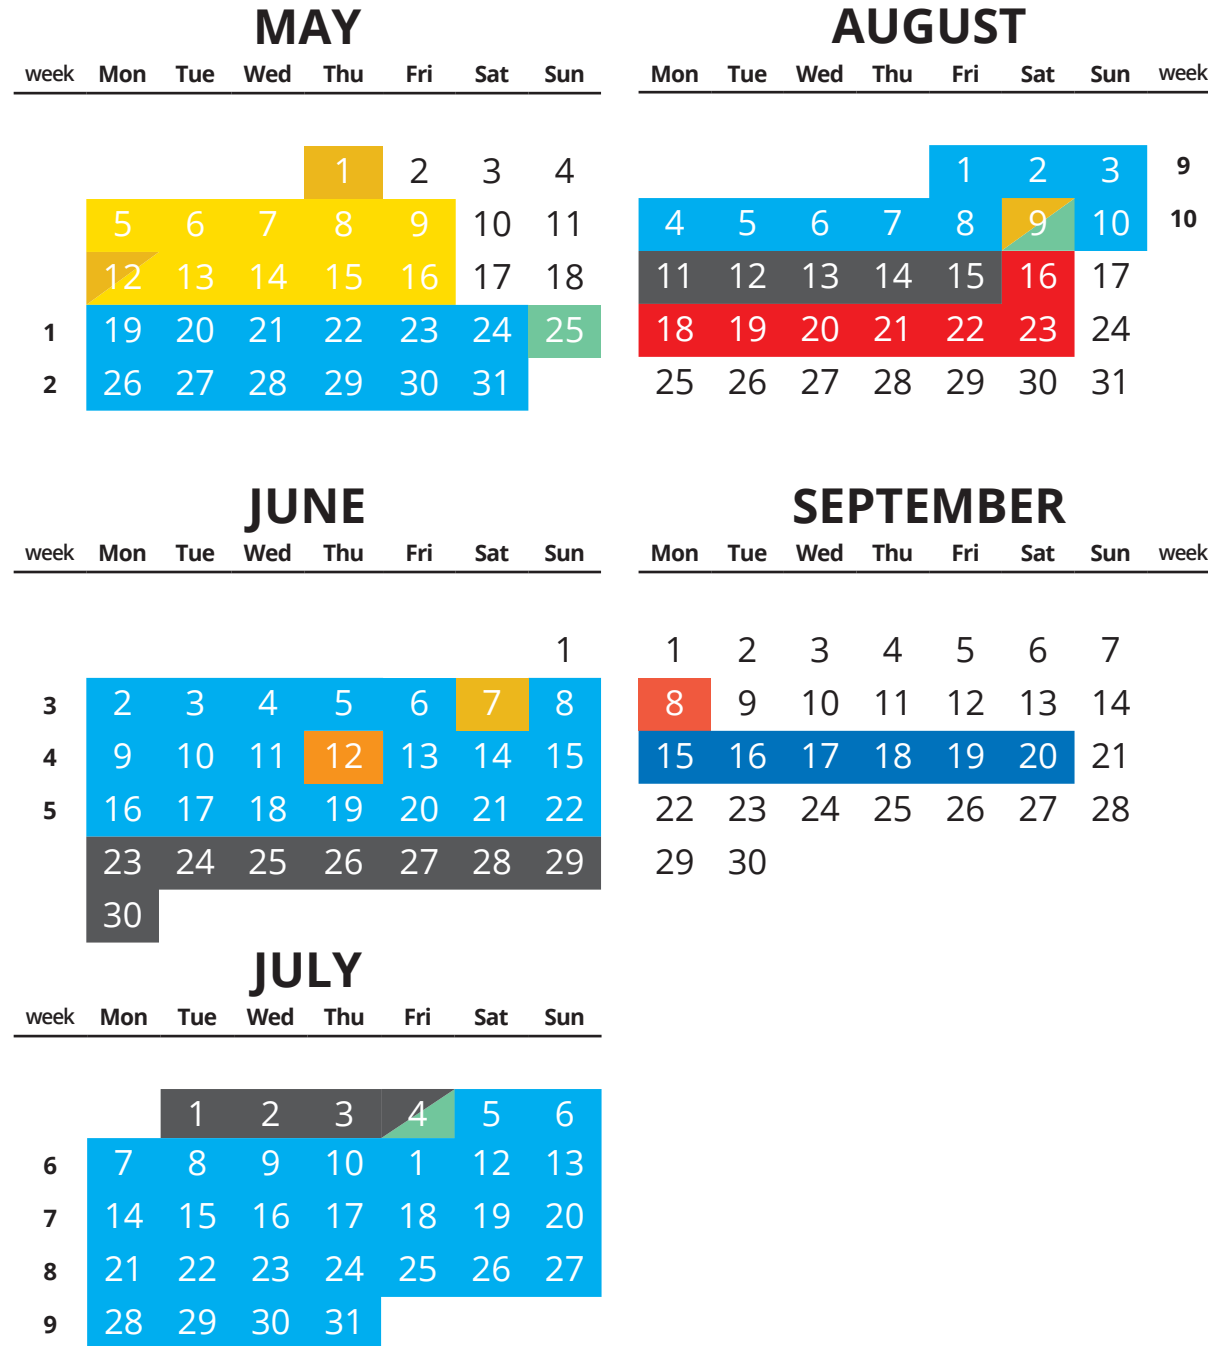 MAY
week Mon Tue Wed Thu Fri Sat Sun
1 2 3 4
5 6 7 8 9 10 11
12 13 14 15 16 17 18
1 19 20 21 22 23 24 25
2 26 27 28 29 30 31
JUNE
week Mon Tue Wed Thu Fri Sat Sun
1
3 2 3 4 5 6 7 8
4 9 10 11 12 13 14 15
5 16 17 18 19 20 21 22
23 24 25 26 27 28 29
30
JULY
week Mon Tue Wed Thu Fri Sat Sun
1 2 3 4 5 6
6 7 8 9 10 1 12 13
7 14 15 16 17 18 19 20
8 21 22 23 24 25 26 27
9 28 29 30 31
AUGUST
Mon Tue Wed Thu Fri Sat Sun week
1 2 3 9
4 5 6 7 8 9 10 10
11 12 13 14 15 16 17
18 19 20 21 22 23 24
25 26 27 28 29 30 31
SEPTEMBER
Mon Tue Wed Thu Fri Sat Sun week
1 2 3 4 5 6 7
8 9 10 11 12 13 14
15 16 17 18 19 20 21
22 23 24 25 26 27 28
29 30